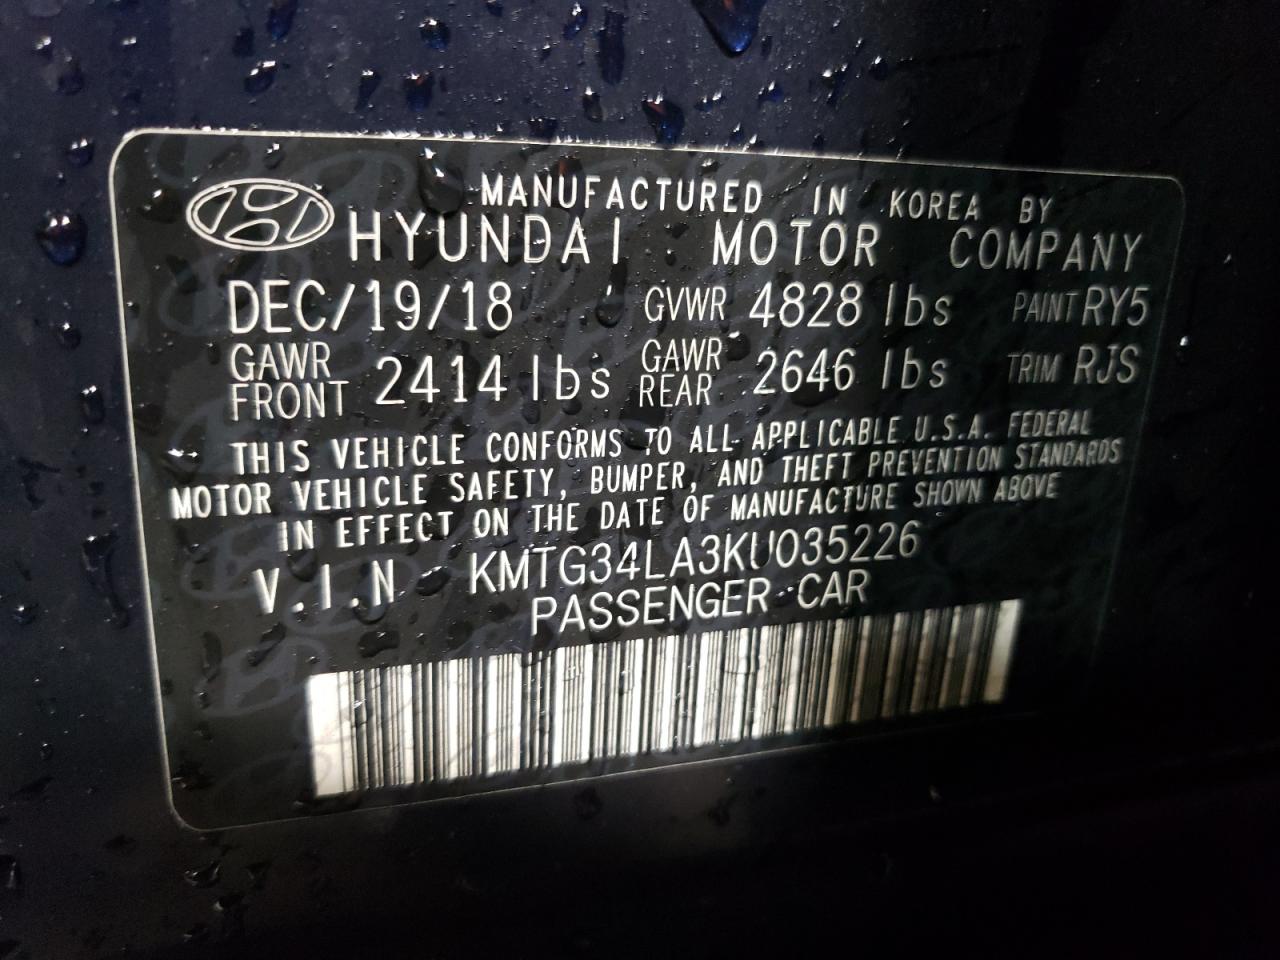 MANUFACTURED IN KOREA BY
HYUNDAI MOTOR COMPANY
DEC/19/18 GVWR 4828 lbs PAINT RY5
GAWR FRONT 2414 lbs GAWR REAR 2646 lbs TRIM RJS
THIS VEHICLE CONFORMS TO ALL APPLICABLE U.S.A. FEDERAL
MOTOR VEHICLE SAFETY, BUMPER, AND THEFT PREVENTION STANDARDS
IN EFFECT ON THE DATE OF MANUFACTURE SHOWN ABOVE
V.I.N KMTG34LA3KU035226
PASSENGER CAR